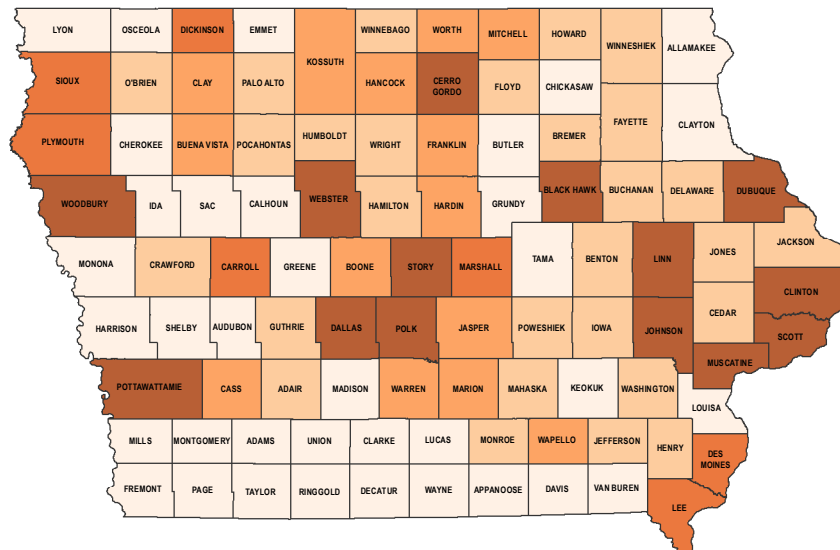 LYON
OSCEOLA
DICKINSON
EMMET
WINNEBAGO
WORTH
MITCHELL
HOWARD
WINNESHIEK
ALLAMAKEE
KOSSUTH
SIOUX
O'BRIEN
CLAY
PALO ALTO
HANCOCK
CERRO
GORDO
FLOYD
CHICKASAW
FAYETTE
CLAYTON
PLYMOUTH
CHEROKEE
BUENA VISTA
POCAHONTAS
HUMBOLDT
WRIGHT
FRANKLIN
BUTLER
BREMER
WOODBURY
IDA
SAC
CALHOUN
WEBSTER
HAMILTON
HARDIN
GRUNDY
BLACK HAWK
BUCHANAN
DELAWARE
DUBUQUE
MONONA
CRAWFORD
CARROLL
GREENE
BOONE
STORY
MARSHALL
TAMA
BENTON
LINN
JONES
JACKSON
CLINTON
HARRISON
SHELBY
AUDUBON
GUTHRIE
DALLAS
POLK
JASPER
POWESHIEK
IOWA
JOHNSON
CEDAR
SCOTT
MUSCATINE
POTTAWATTAMIE
CASS
ADAIR
MADISON
WARREN
MARION
MAHASKA
KEOKUK
WASHINGTON
LOUISA
MILLS
MONTGOMERY
ADAMS
UNION
CLARKE
LUCAS
MONROE
WAPELLO
JEFFERSON
HENRY
DES
MOINES
FREMONT
PAGE
TAYLOR
RINGGOLD
DECATUR
WAYNE
APPANOOSE
DAVIS
VAN BUREN
LEE